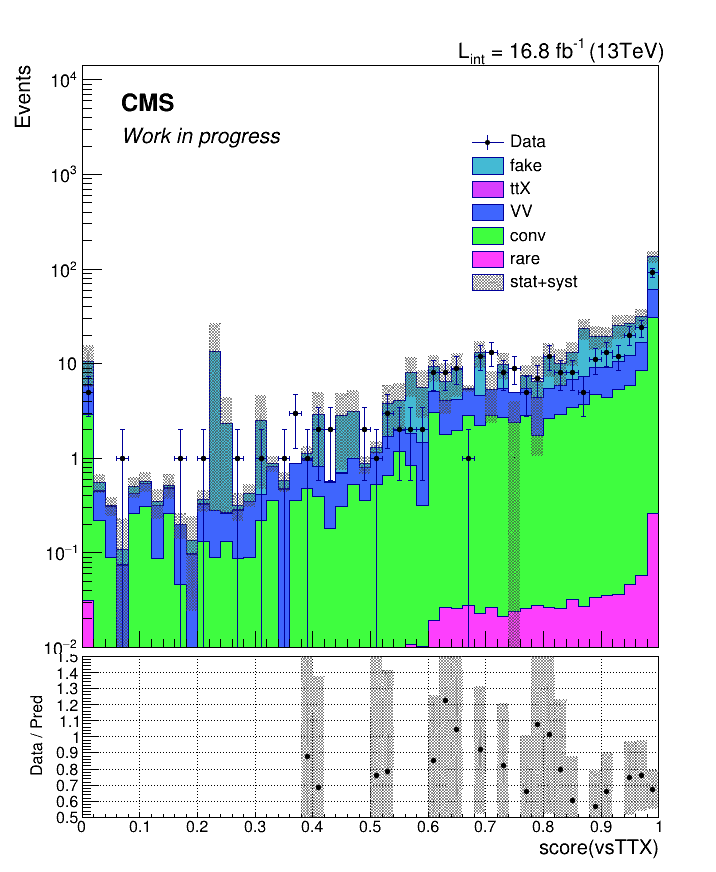 L_int = 16.8 fb^-1 (13TeV)
Events
10^4
CMS
Work in progress
Data
10^3
fake
ttX
VV
conv
rare
10^2
stat+syst
10
1
10^−1
10^−2
Data / Pred
1.5
1.4
1.3
1.2
1.1
1
0.9
0.8
0.7
0.6
0.5
0 0.1 0.2 0.3 0.4 0.5 0.6 0.7 0.8 0.9 1
score(vsTTX)